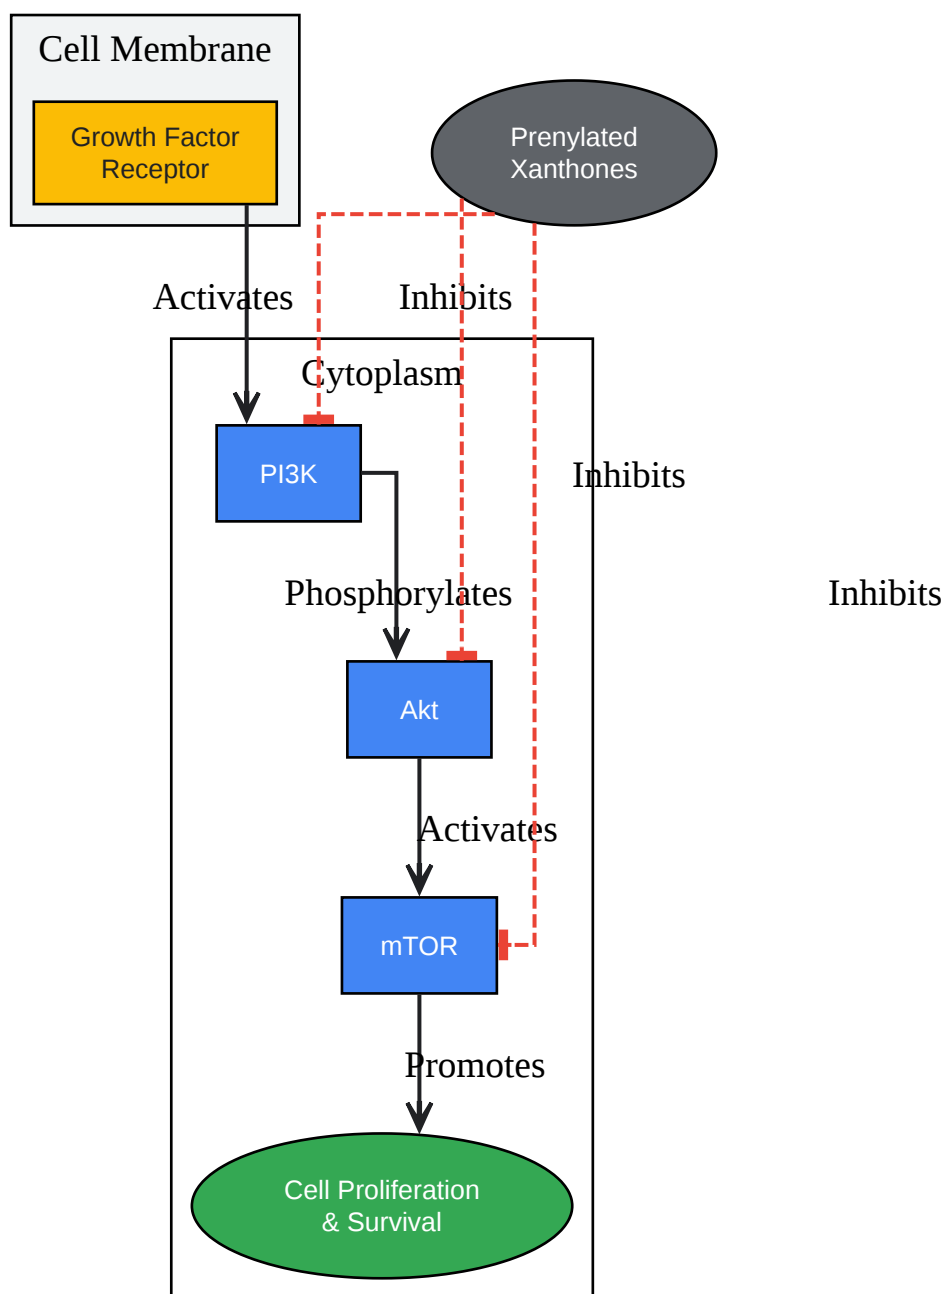 Cell Membrane
Growth Factor
Receptor
Prenylated
Xanthones
Activates
Inhibits
Cytoplasm
PI3K
Inhibits
Phosphorylates
Inhibits
Akt
Activates
mTOR
Promotes
Cell Proliferation
& Survival